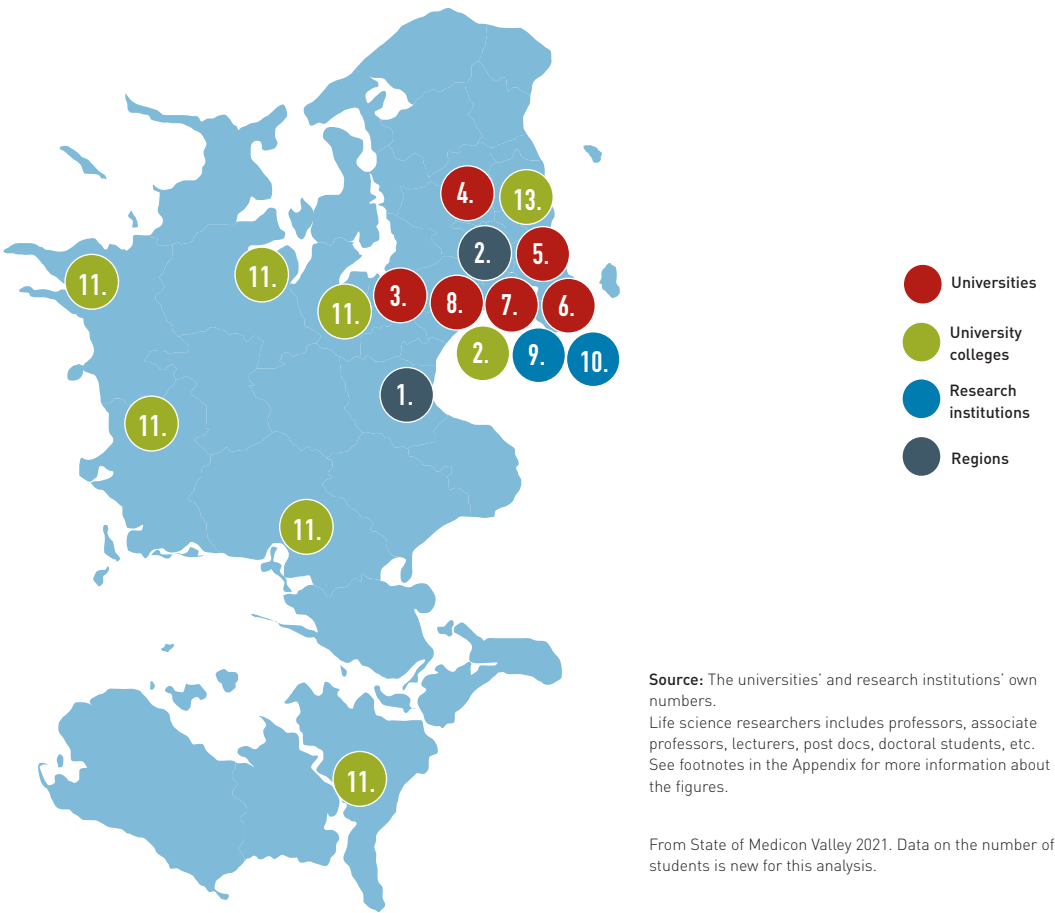 4.
13.
2.
5.
11.
11.
11.
3.
8.
7.
6.
2.
9.
10.
1.
11.
11.
11.
Universities
University
colleges
Research
institutions
Regions
Source: The universities’ and research institutions’ own
numbers.
Life science researchers includes professors, associate
professors, lecturers, post docs, doctoral students, etc.
See footnotes in the Appendix for more information about
the figures.
From State of Medicon Valley 2021. Data on the number of
students is new for this analysis.